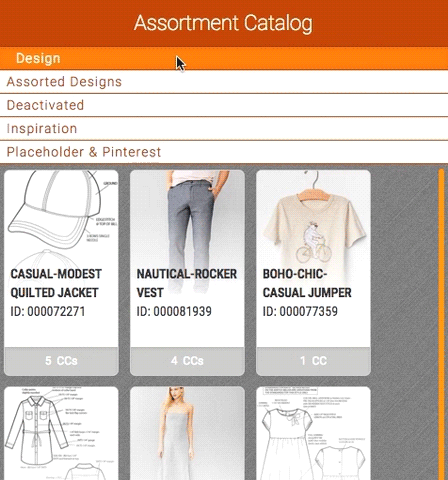 Assortment Catalog
Design
Assorted Designs
Deactivated
Inspiration
Placeholder & Pinterest
CASUAL-MODEST
QUILTED JACKET
ID: 000072271
5 CCs
NAUTICAL-ROCKER
VEST
ID: 000081939
4 CCs
BOHO-CHIC-
CASUAL JUMPER
ID: 000077359
1 CC